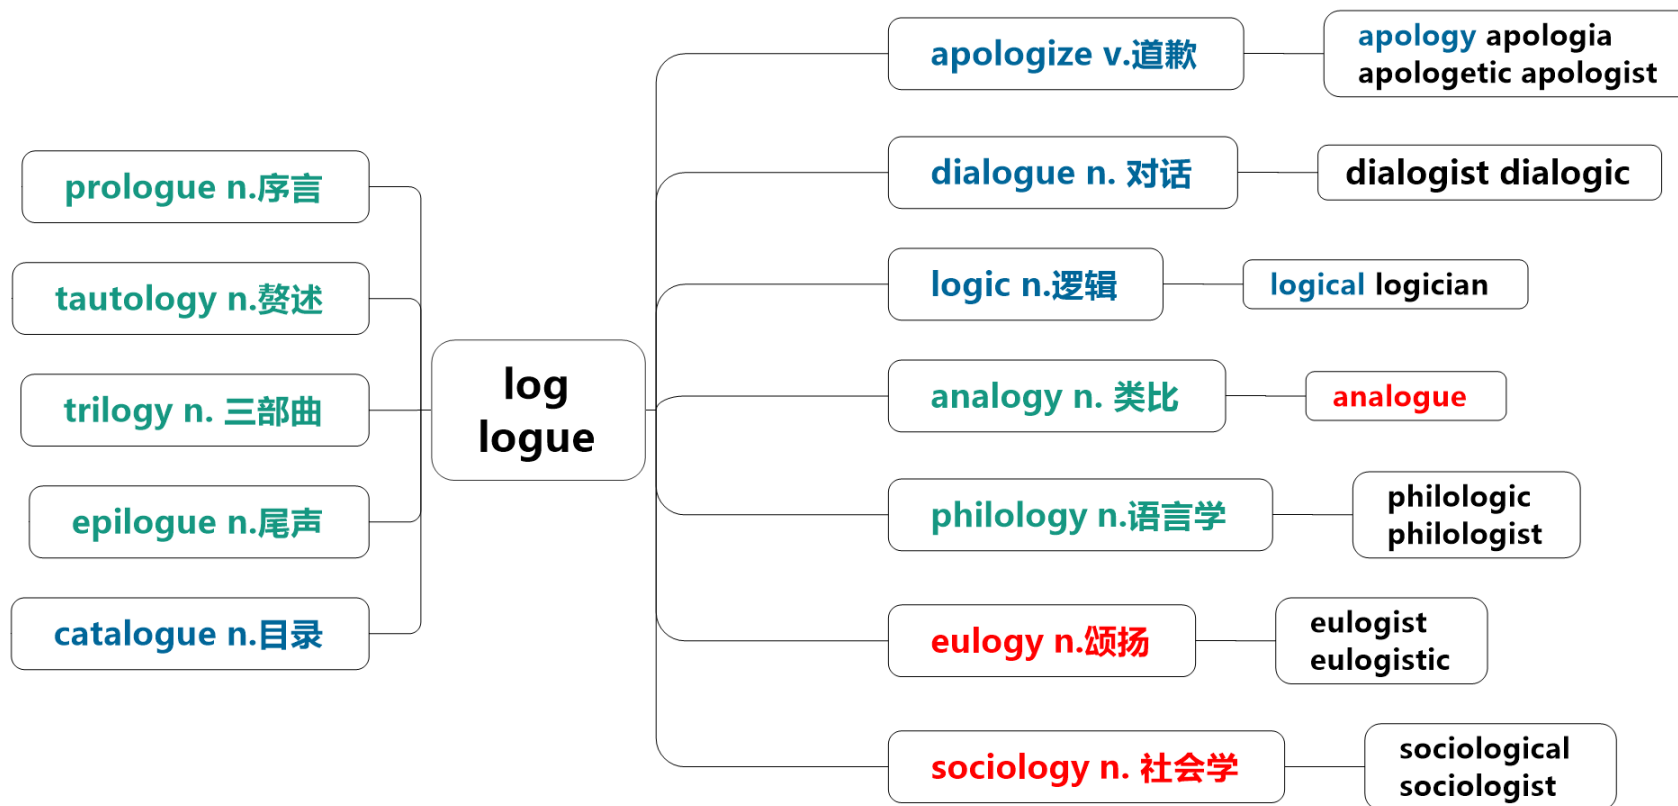 prologue n.序言
tautology n.赘述
trilogy n. 三部曲
epilogue n.尾声
catalogue n.目录
log
logue
apologize v.道歉
apology apologia
apologetic apologist
dialogue n. 对话
dialogist dialogic
logic n.逻辑
logical logician
analogy n. 类比
analogue
philology n.语言学
philologic
philologist
eulogy n.颂扬
eulogist
eulogistic
sociology n. 社会学
sociological
sociologist